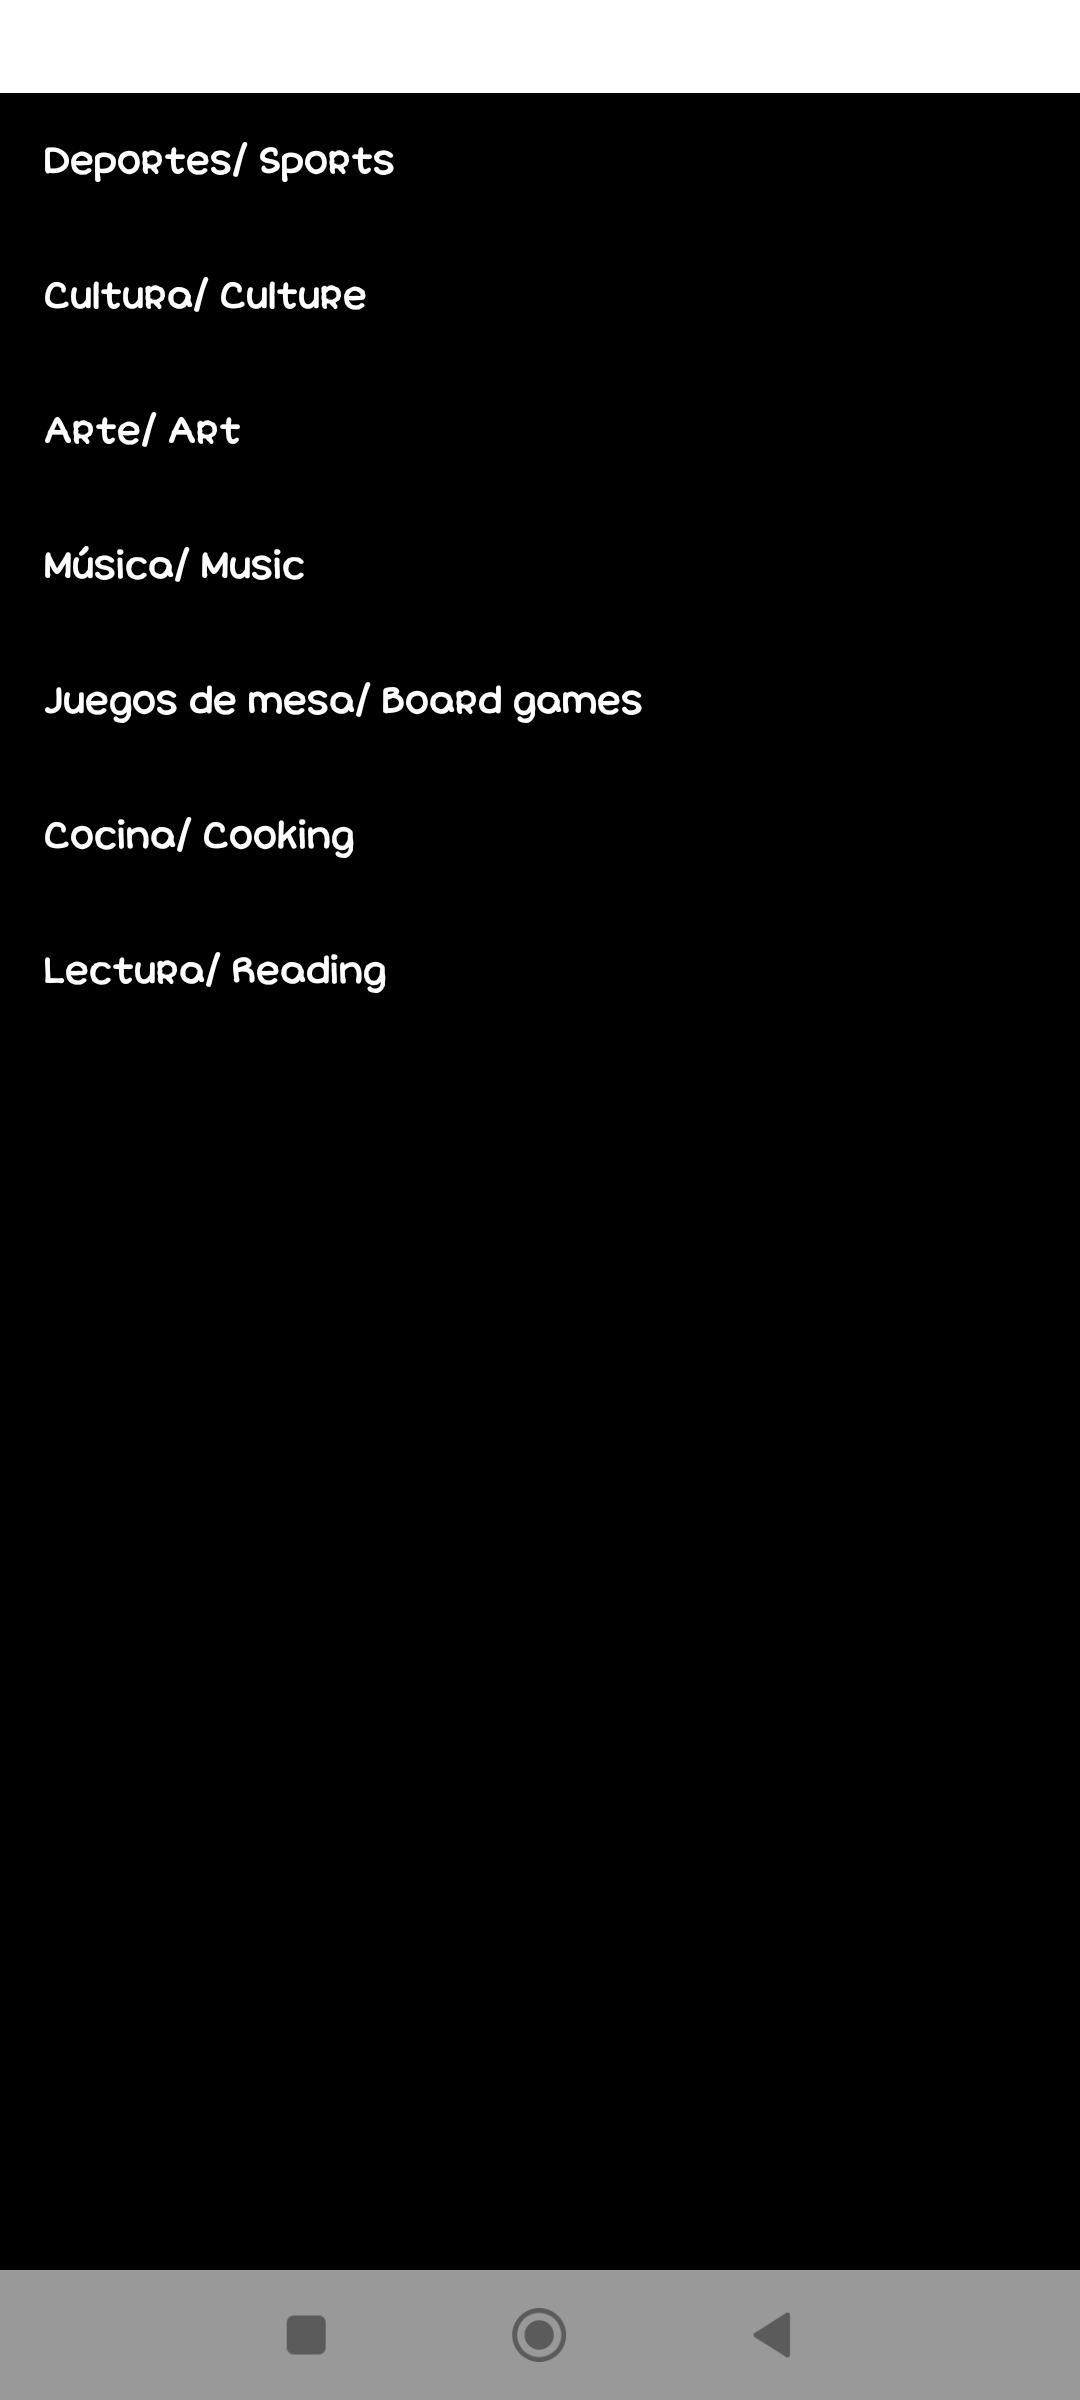 Deportes/ Sports
Cultura/ Culture
Arte/ Art
Música/ Music
Juegos de mesa/ Board games
Cocina/ Cooking
Lectura/ Reading